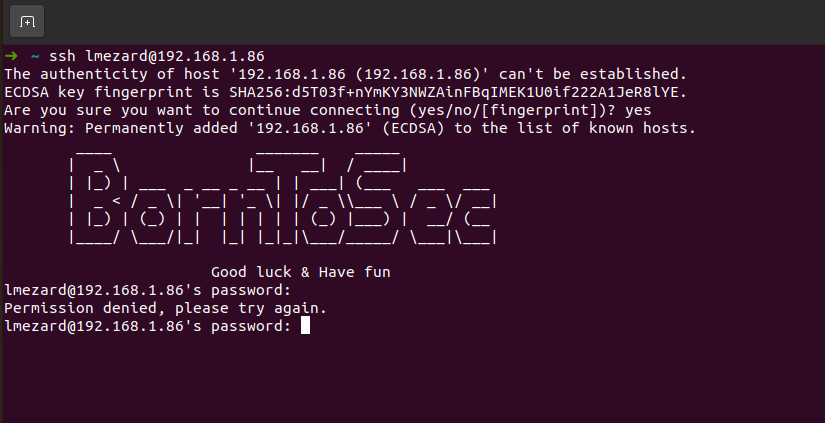 ➜ ~ ssh lmezard@192.168.1.86
The authenticity of host '192.168.1.86 (192.168.1.86)' can't be established.
ECDSA key fingerprint is SHA256:d5T03f+nYmKY3NWZAinFBqIMEK1U0if222A1JeR8lYE.
Are you sure you want to continue connecting (yes/no/[fingerprint])? yes
Warning: Permanently added '192.168.1.86' (ECDSA) to the list of known hosts.
BornToSec
Good luck & Have fun
lmezard@192.168.1.86's password:
Permission denied, please try again.
lmezard@192.168.1.86's password: